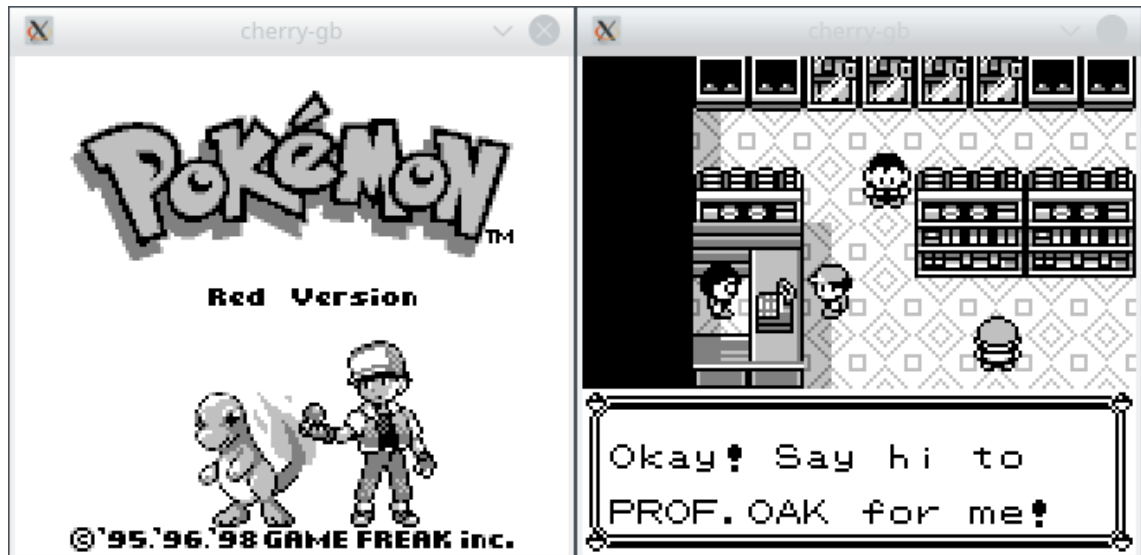 cherry-gb
POKéMON
TM
Red Version
©'95.'96.'98 GAME FREAK inc.
cherry-gb
Okay! Say hi to
PROF.OAK for me!